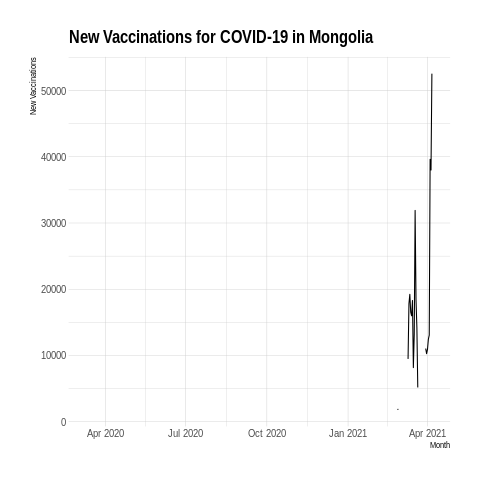 New Vaccinations for COVID-19 in Mongolia
New Vaccinations
50000
40000
30000
20000
10000
0
Apr 2020 Jul 2020 Oct 2020 Jan 2021 Apr 2021
Month